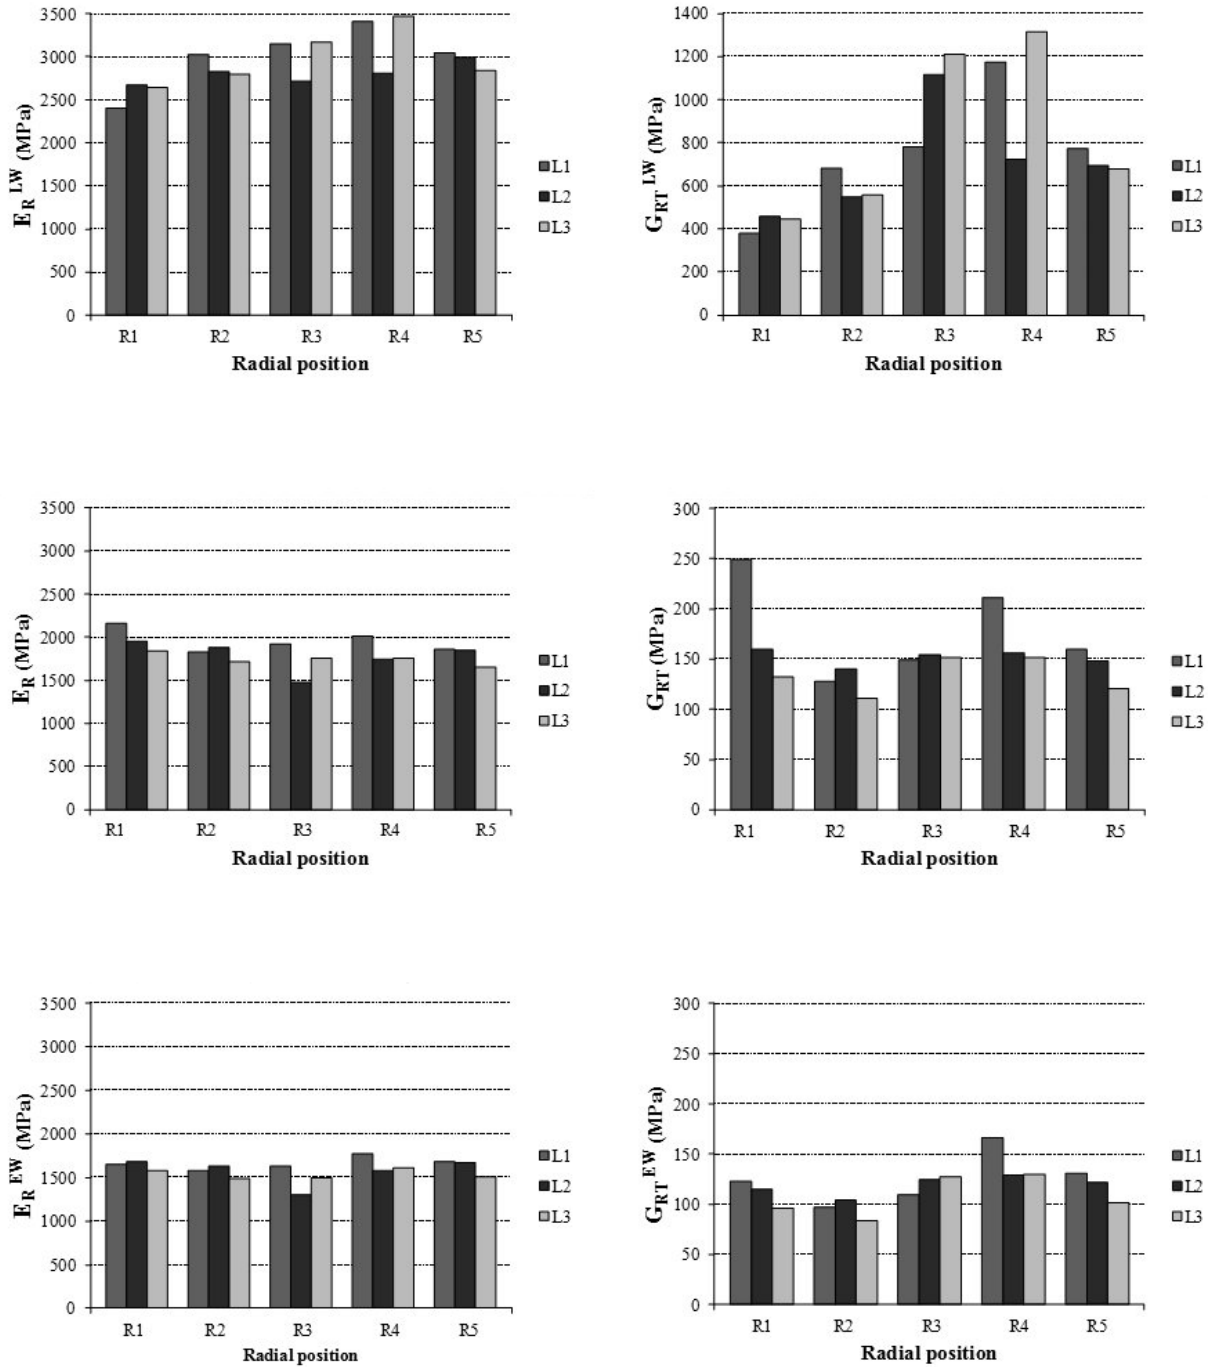 E_R^LW (MPa)
3500
3000
2500
2000
1500
1000
500
0
R1 R2 R3 R4 R5
Radial position
L1
L2
L3
G_RT^LW (MPa)
1400
1200
1000
800
600
400
200
0
R1 R2 R3 R4 R5
Radial position
L1
L2
L3
E_R (MPa)
3500
3000
2500
2000
1500
1000
500
0
R1 R2 R3 R4 R5
Radial position
L1
L2
L3
G_RT (MPa)
300
250
200
150
100
50
0
R1 R2 R3 R4 R5
Radial position
L1
L2
L3
E_R^EW (MPa)
3500
3000
2500
2000
1500
1000
500
0
R1 R2 R3 R4 R5
Radial position
L1
L2
L3
G_RT^EW (MPa)
300
250
200
150
100
50
0
R1 R2 R3 R4 R5
Radial position
L1
L2
L3